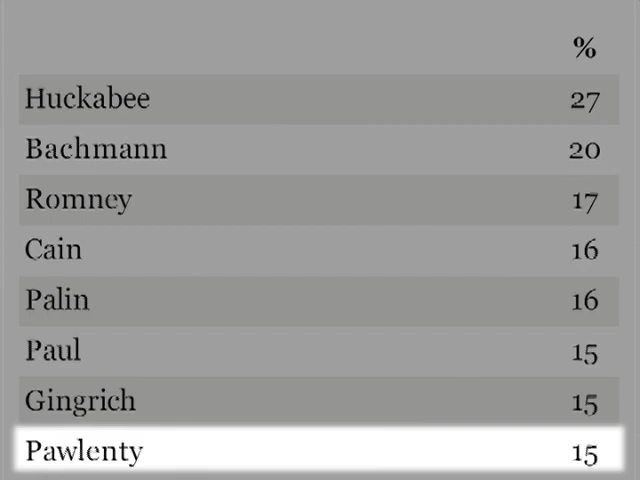 %
Huckabee 27
Bachmann 20
Romney 17
Cain 16
Palin 16
Paul 15
Gingrich 15
Pawlenty 15